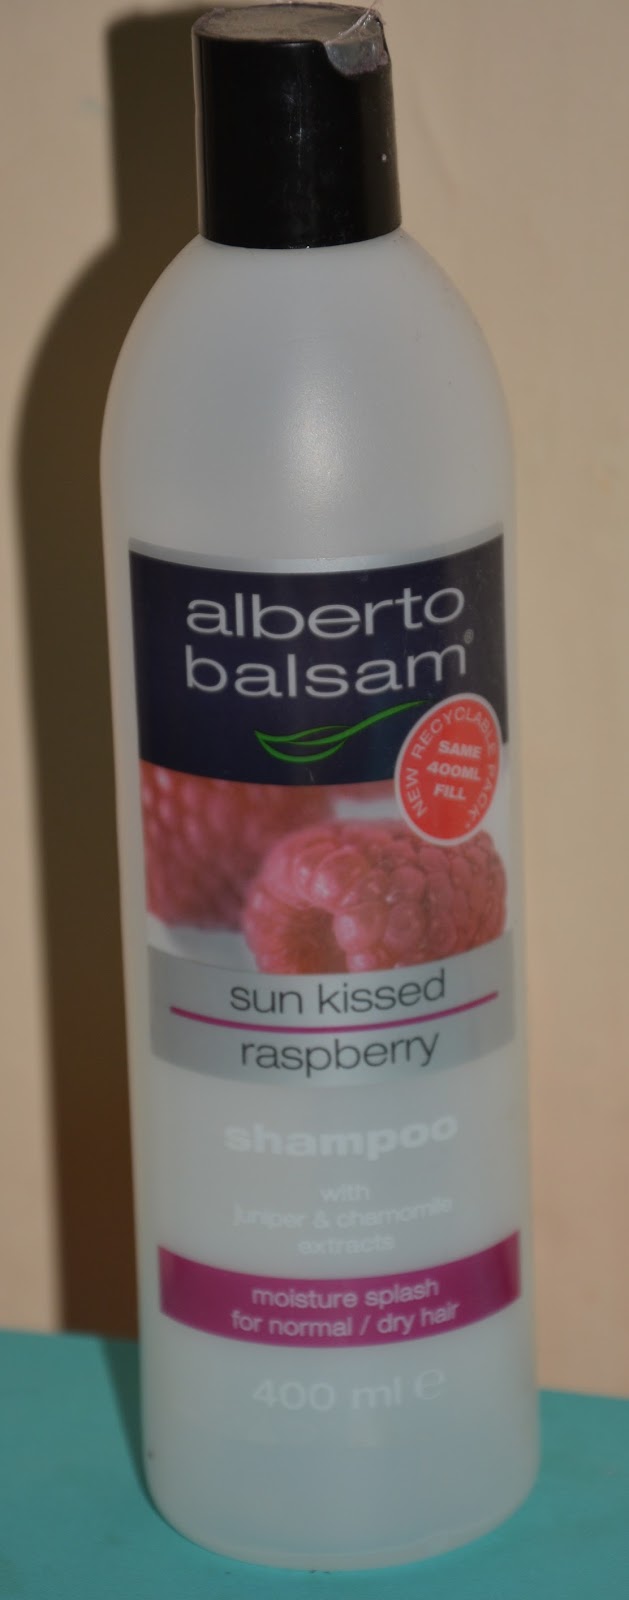 alberto
balsam®
NEW RECYCLABLE PACK*
SAME
400ML
FILL
sun kissed
raspberry
shampoo
with
juniper & chamomile
extracts
moisture splash
for normal / dry hair
400 ml ℮